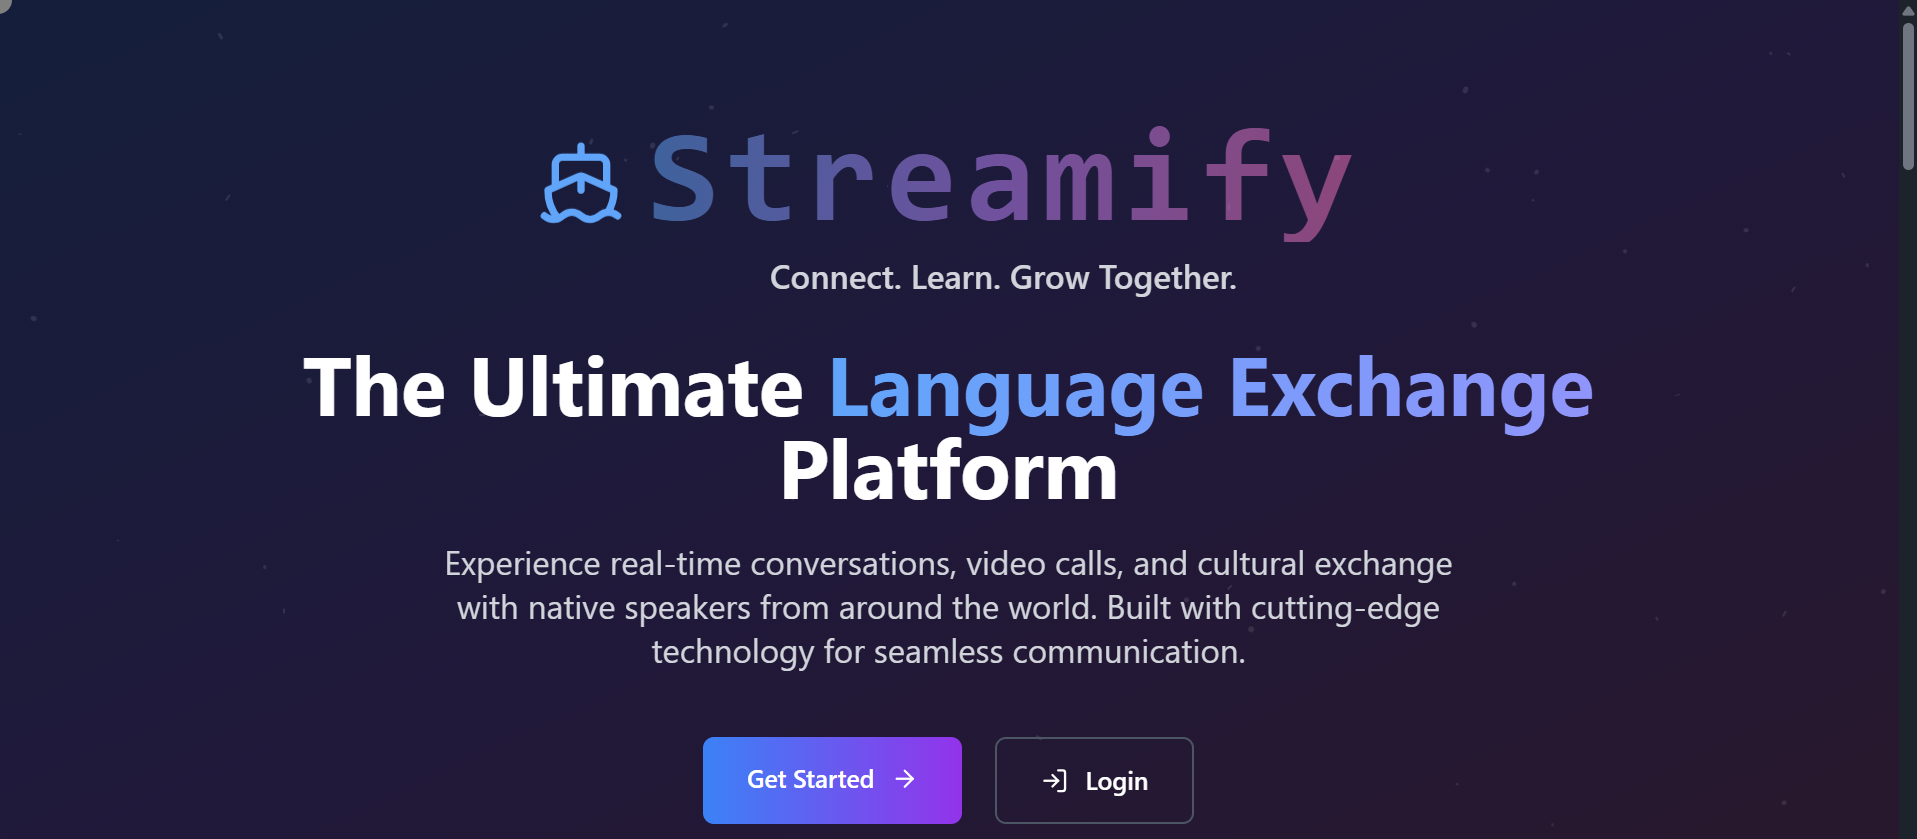 Streamify
Connect. Learn. Grow Together.
The Ultimate Language Exchange
Platform
Experience real-time conversations, video calls, and cultural exchange
with native speakers from around the world. Built with cutting-edge
technology for seamless communication.
Get Started
Login